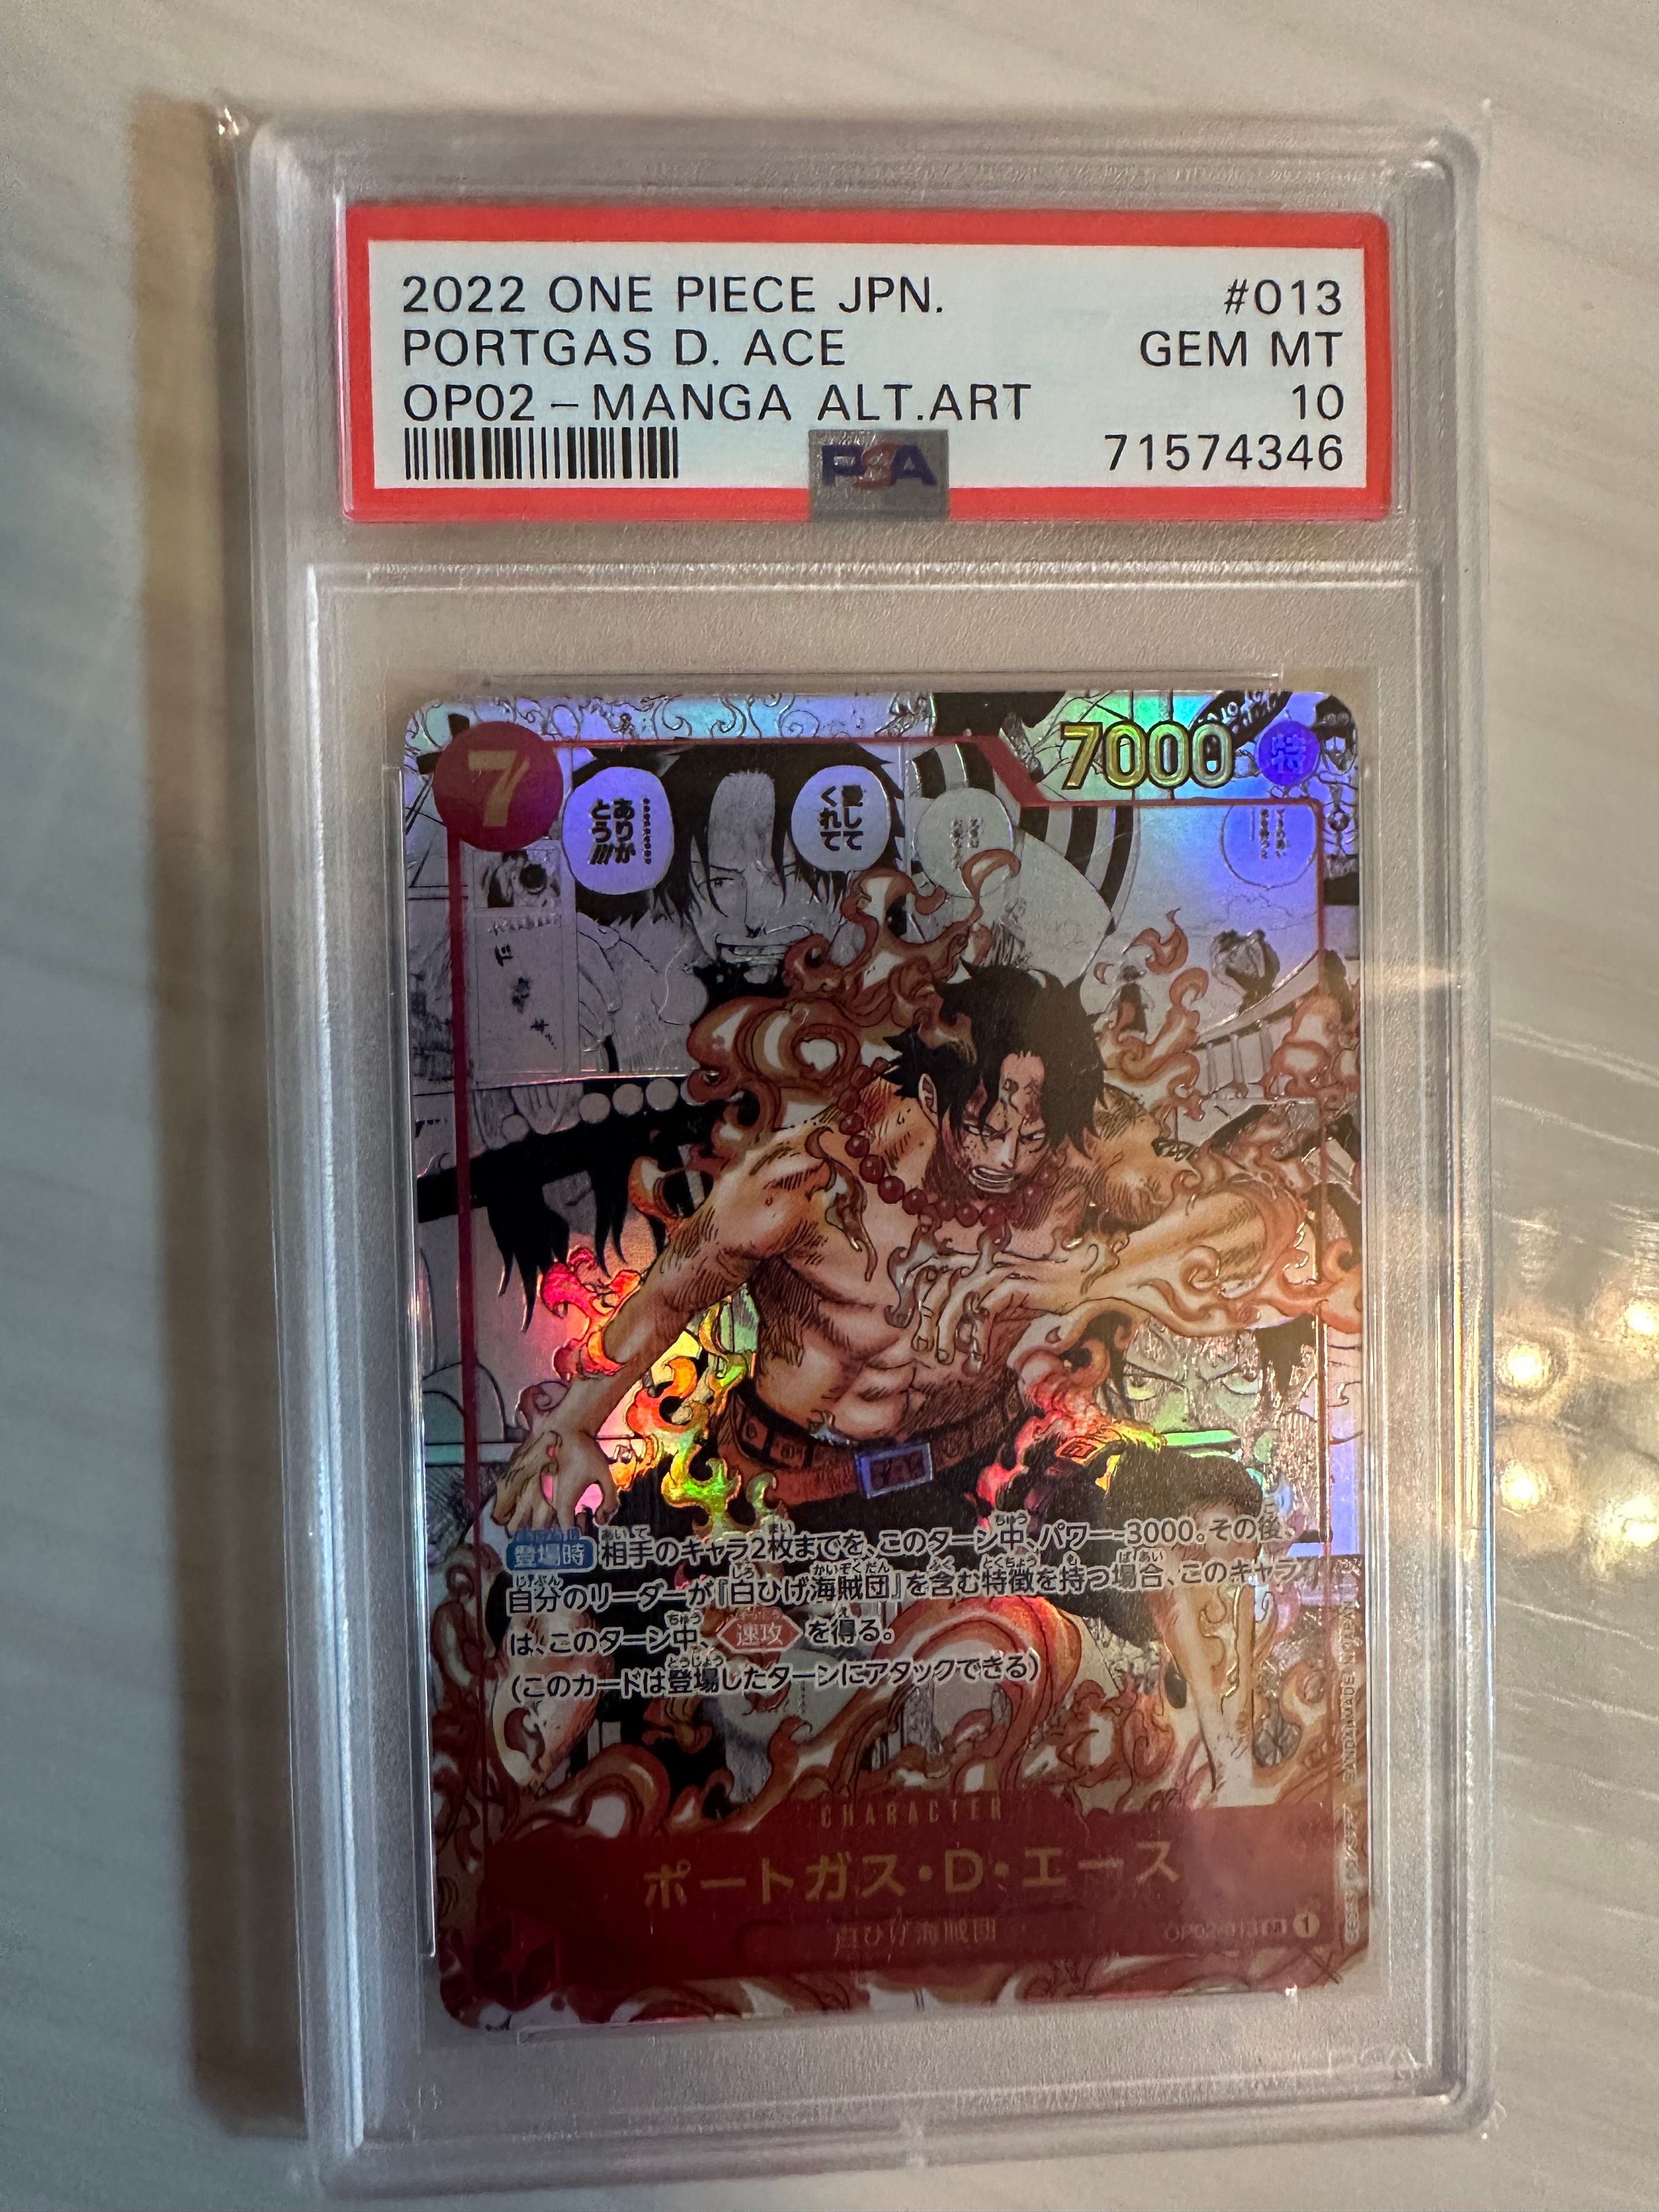 2022 ONE PIECE JPN. #013
PORTGAS D. ACE GEM MT
OP02-MANGA ALT.ART 10
PSA 71574346
7
7000
特
ありがとう!!!
愛してくれて
登場時 相手のキャラ2枚までを、このターン中、パワー-3000。その後、
自分のリーダーが『白ひげ海賊団』を含む特徴を持つ場合、このキャラ
は、このターン中、速攻を得る。
(このカードは登場したターンにアタックできる)
CHARACTER
ポートガス・D・エース
白ひげ海賊団
OP02-013 1